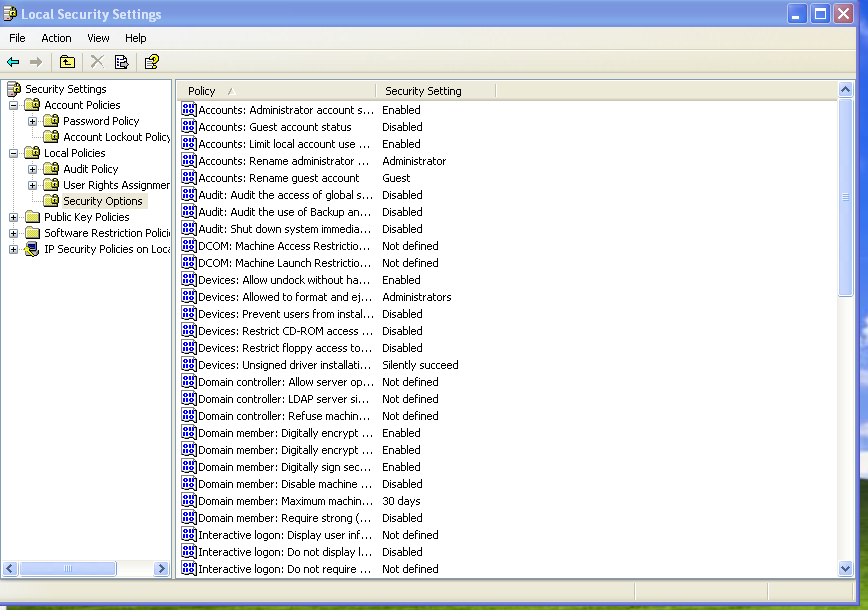 Local Security Settings
File Action View Help
Security Settings
Account Policies
Password Policy
Account Lockout Policy
Local Policies
Audit Policy
User Rights Assignmen
Security Options
Public Key Policies
Software Restriction Polici
IP Security Policies on Loca
Policy Security Setting
Accounts: Administrator account s... Enabled
Accounts: Guest account status Disabled
Accounts: Limit local account use ... Enabled
Accounts: Rename administrator ... Administrator
Accounts: Rename guest account Guest
Audit: Audit the access of global s... Disabled
Audit: Audit the use of Backup an... Disabled
Audit: Shut down system immedia... Disabled
DCOM: Machine Access Restrictio... Not defined
DCOM: Machine Launch Restrictio... Not defined
Devices: Allow undock without ha... Enabled
Devices: Allowed to format and ej... Administrators
Devices: Prevent users from instal... Disabled
Devices: Restrict CD-ROM access ... Disabled
Devices: Restrict floppy access to... Disabled
Devices: Unsigned driver installati... Silently succeed
Domain controller: Allow server op... Not defined
Domain controller: LDAP server si... Not defined
Domain controller: Refuse machin... Not defined
Domain member: Digitally encrypt ... Enabled
Domain member: Digitally encrypt ... Enabled
Domain member: Digitally sign sec... Enabled
Domain member: Disable machine ... Disabled
Domain member: Maximum machin... 30 days
Domain member: Require strong (... Disabled
Interactive logon: Display user inf... Not defined
Interactive logon: Do not display l... Disabled
Interactive logon: Do not require ... Not defined